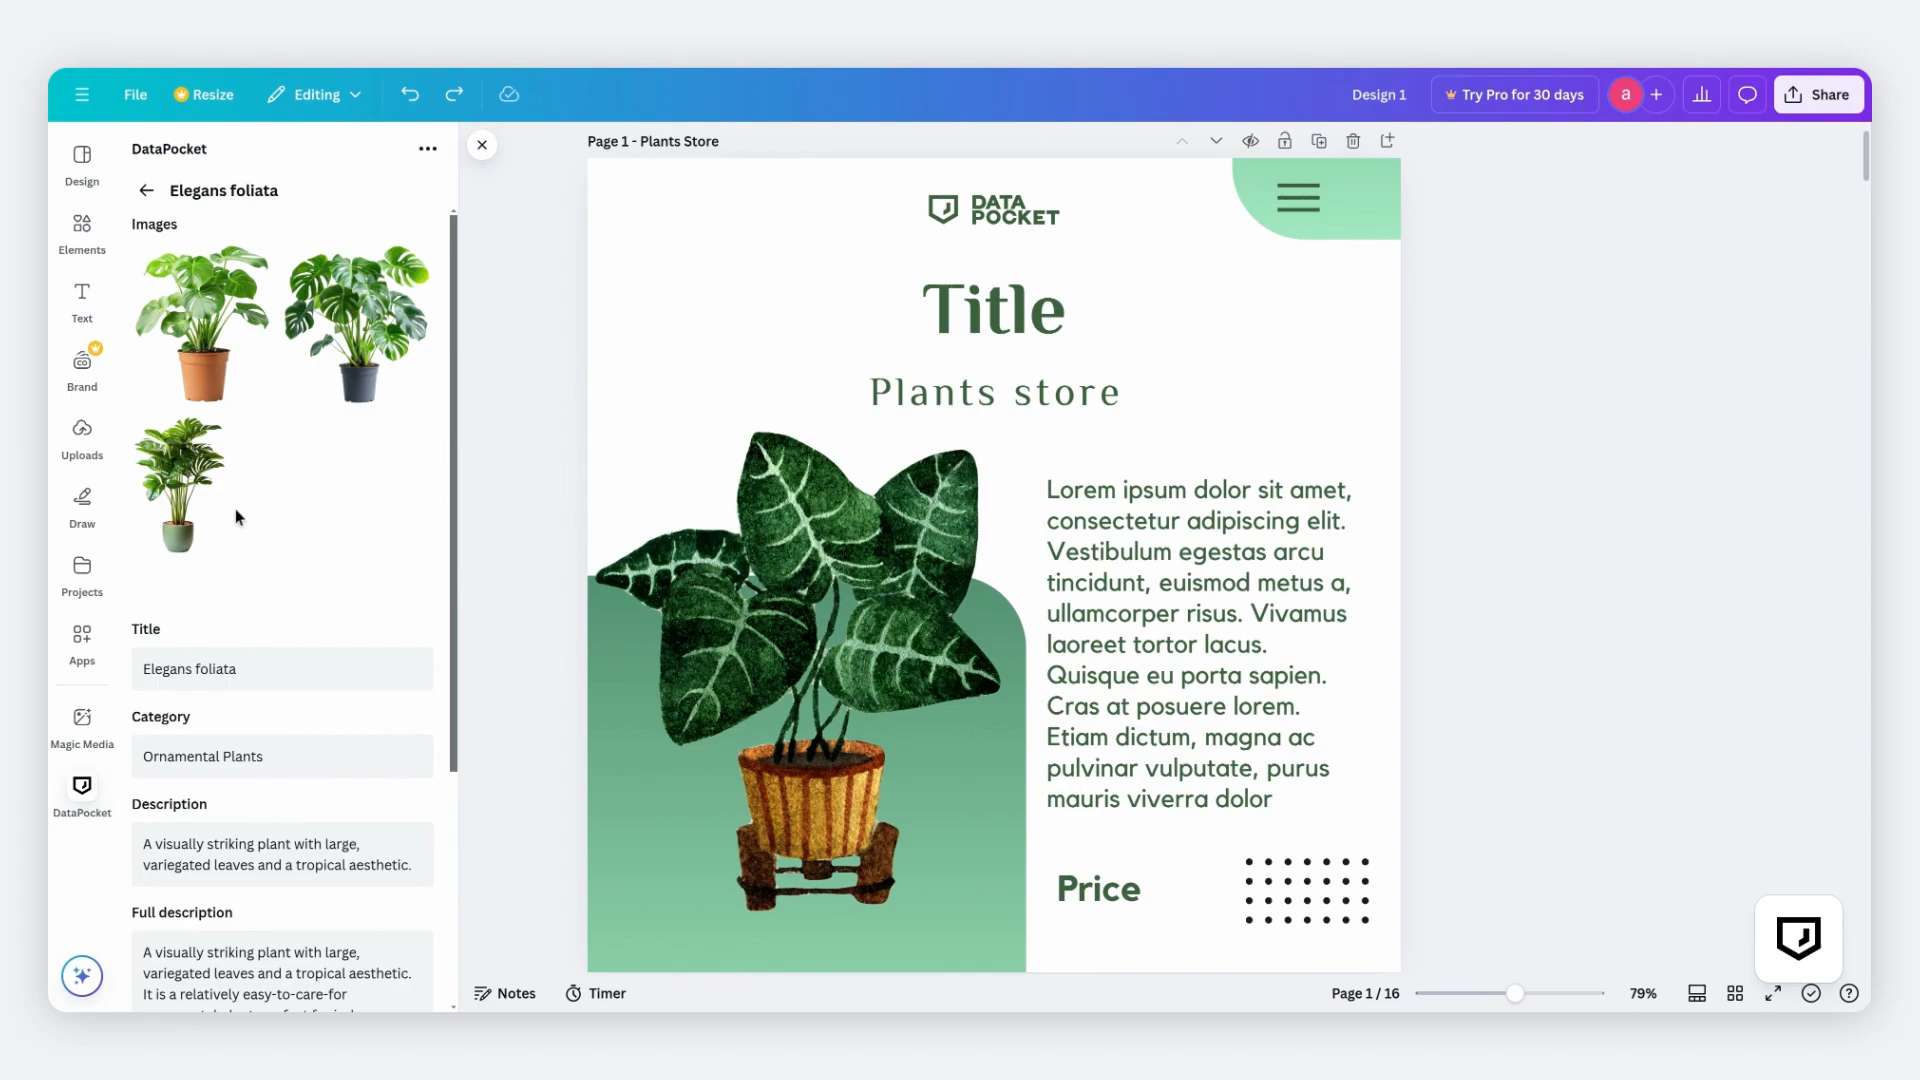 File
Resize
Editing
Design 1
Try Pro for 30 days
a
Share
Design
Elements
Text
CO
Brand
Uploads
Draw
Projects
Apps
Magic Media
DataPocket
DataPocket
Elegans foliata
Images
Title
Elegans foliata
Category
Ornamental Plants
Description
A visually striking plant with large,
variegated leaves and a tropical aesthetic.
Full description
A visually striking plant with large,
variegated leaves and a tropical aesthetic.
It is a relatively easy-to-care-for
Page 1 - Plants Store
DATA
POCKET
Title
Plants store
Lorem ipsum dolor sit amet,
consectetur adipiscing elit.
Vestibulum egestas arcu
tincidunt, euismod metus a,
ullamcorper risus. Vivamus
laoreet tortor lacus.
Quisque eu porta sapien.
Cras at posuere lorem.
Etiam dictum, magna ac
pulvinar vulputate, purus
mauris viverra dolor
Price
Notes
Timer
Page 1 / 16
79%